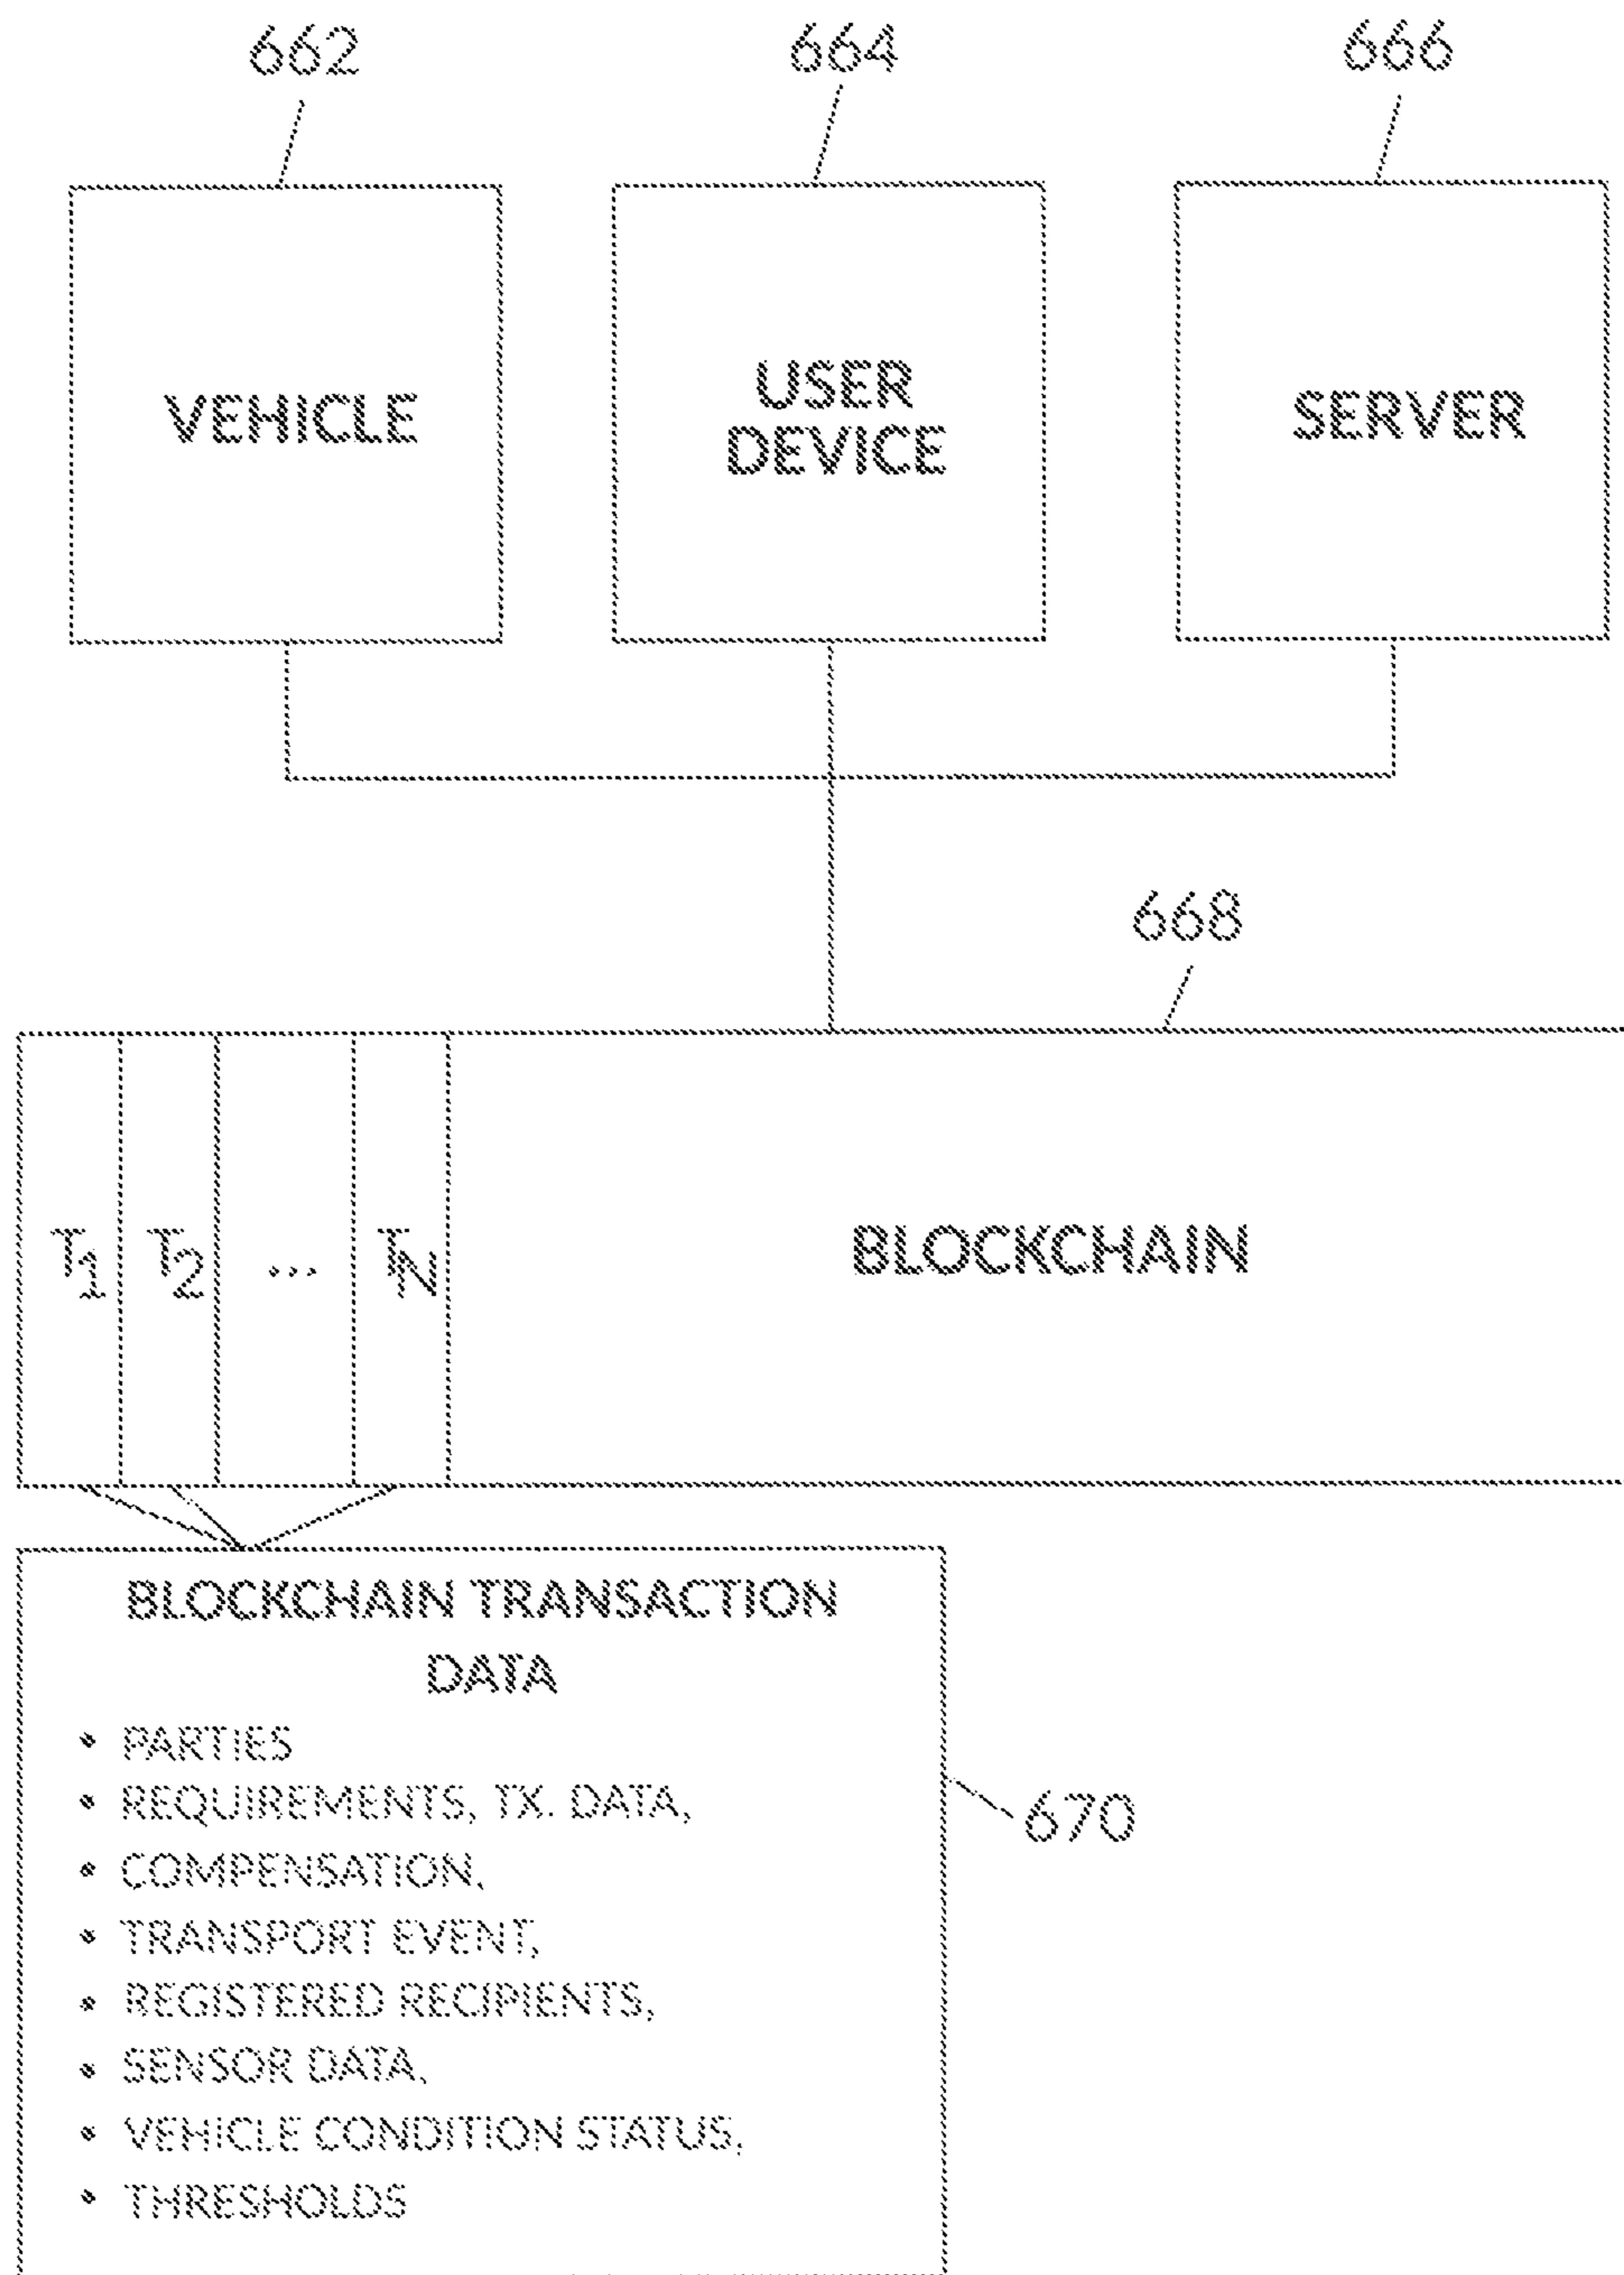 662 664 666
VEHICLE
USER
DEVICE
SERVER
668
T1 T2 ... TN
BLOCKCHAIN
BLOCKCHAIN TRANSACTION
DATA
• PARTIES
• REQUIREMENTS, TX. DATA,
• COMPENSATION,
• TRANSPORT EVENT,
• REGISTERED RECIPIENTS,
• SENSOR DATA,
• VEHICLE CONDITION STATUS,
• THRESHOLDS
670